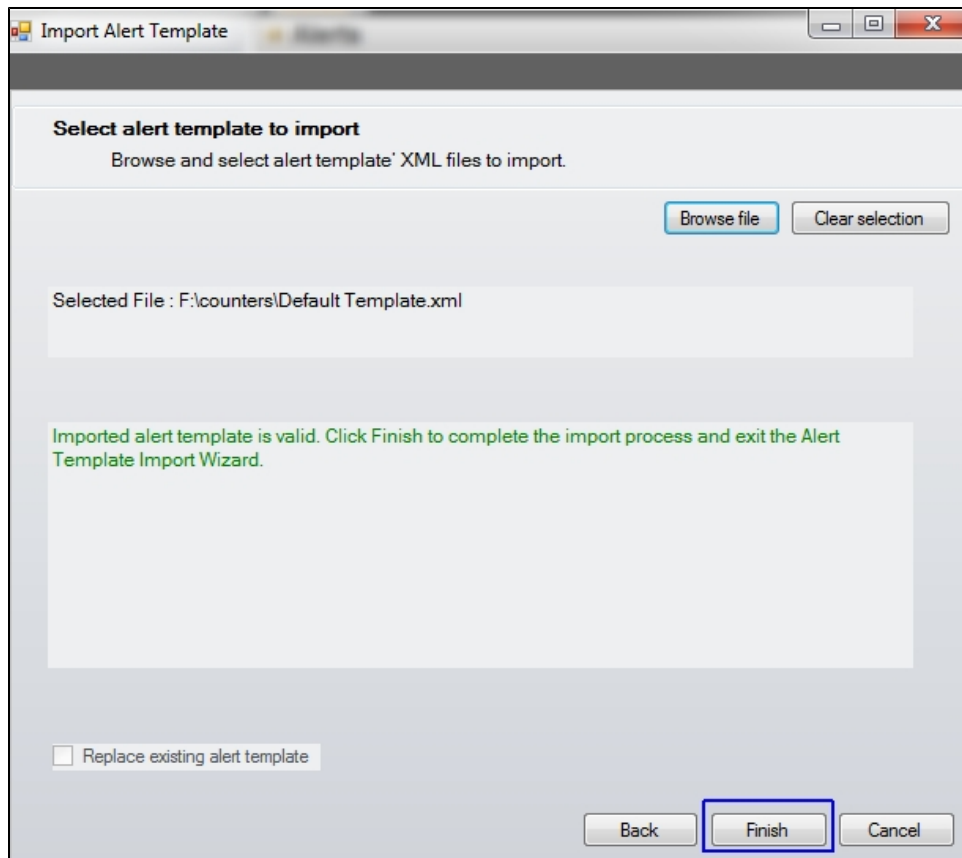 Import Alert Template
Alerts
Select alert template to import
Browse and select alert template' XML files to import.
Browse file
Clear selection
Selected File : F:\counters\Default Template.xml
Imported alert template is valid. Click Finish to complete the import process and exit the Alert
Template Import Wizard.
Replace existing alert template
Back
Finish
Cancel